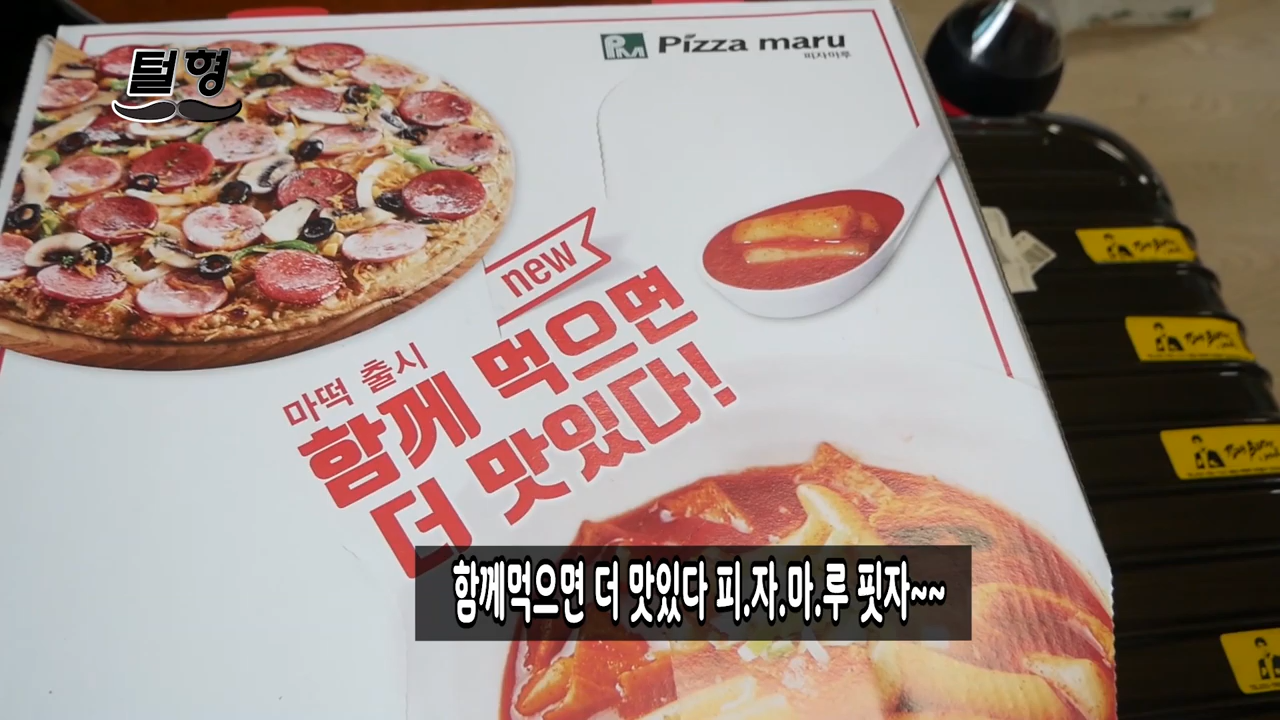 털형
PM Pizza maru
피자마루
new
마떡 출시
함께 먹으면
더 맛있다!
함께먹으면 더 맛있다 피.자.마.루 핏자~~